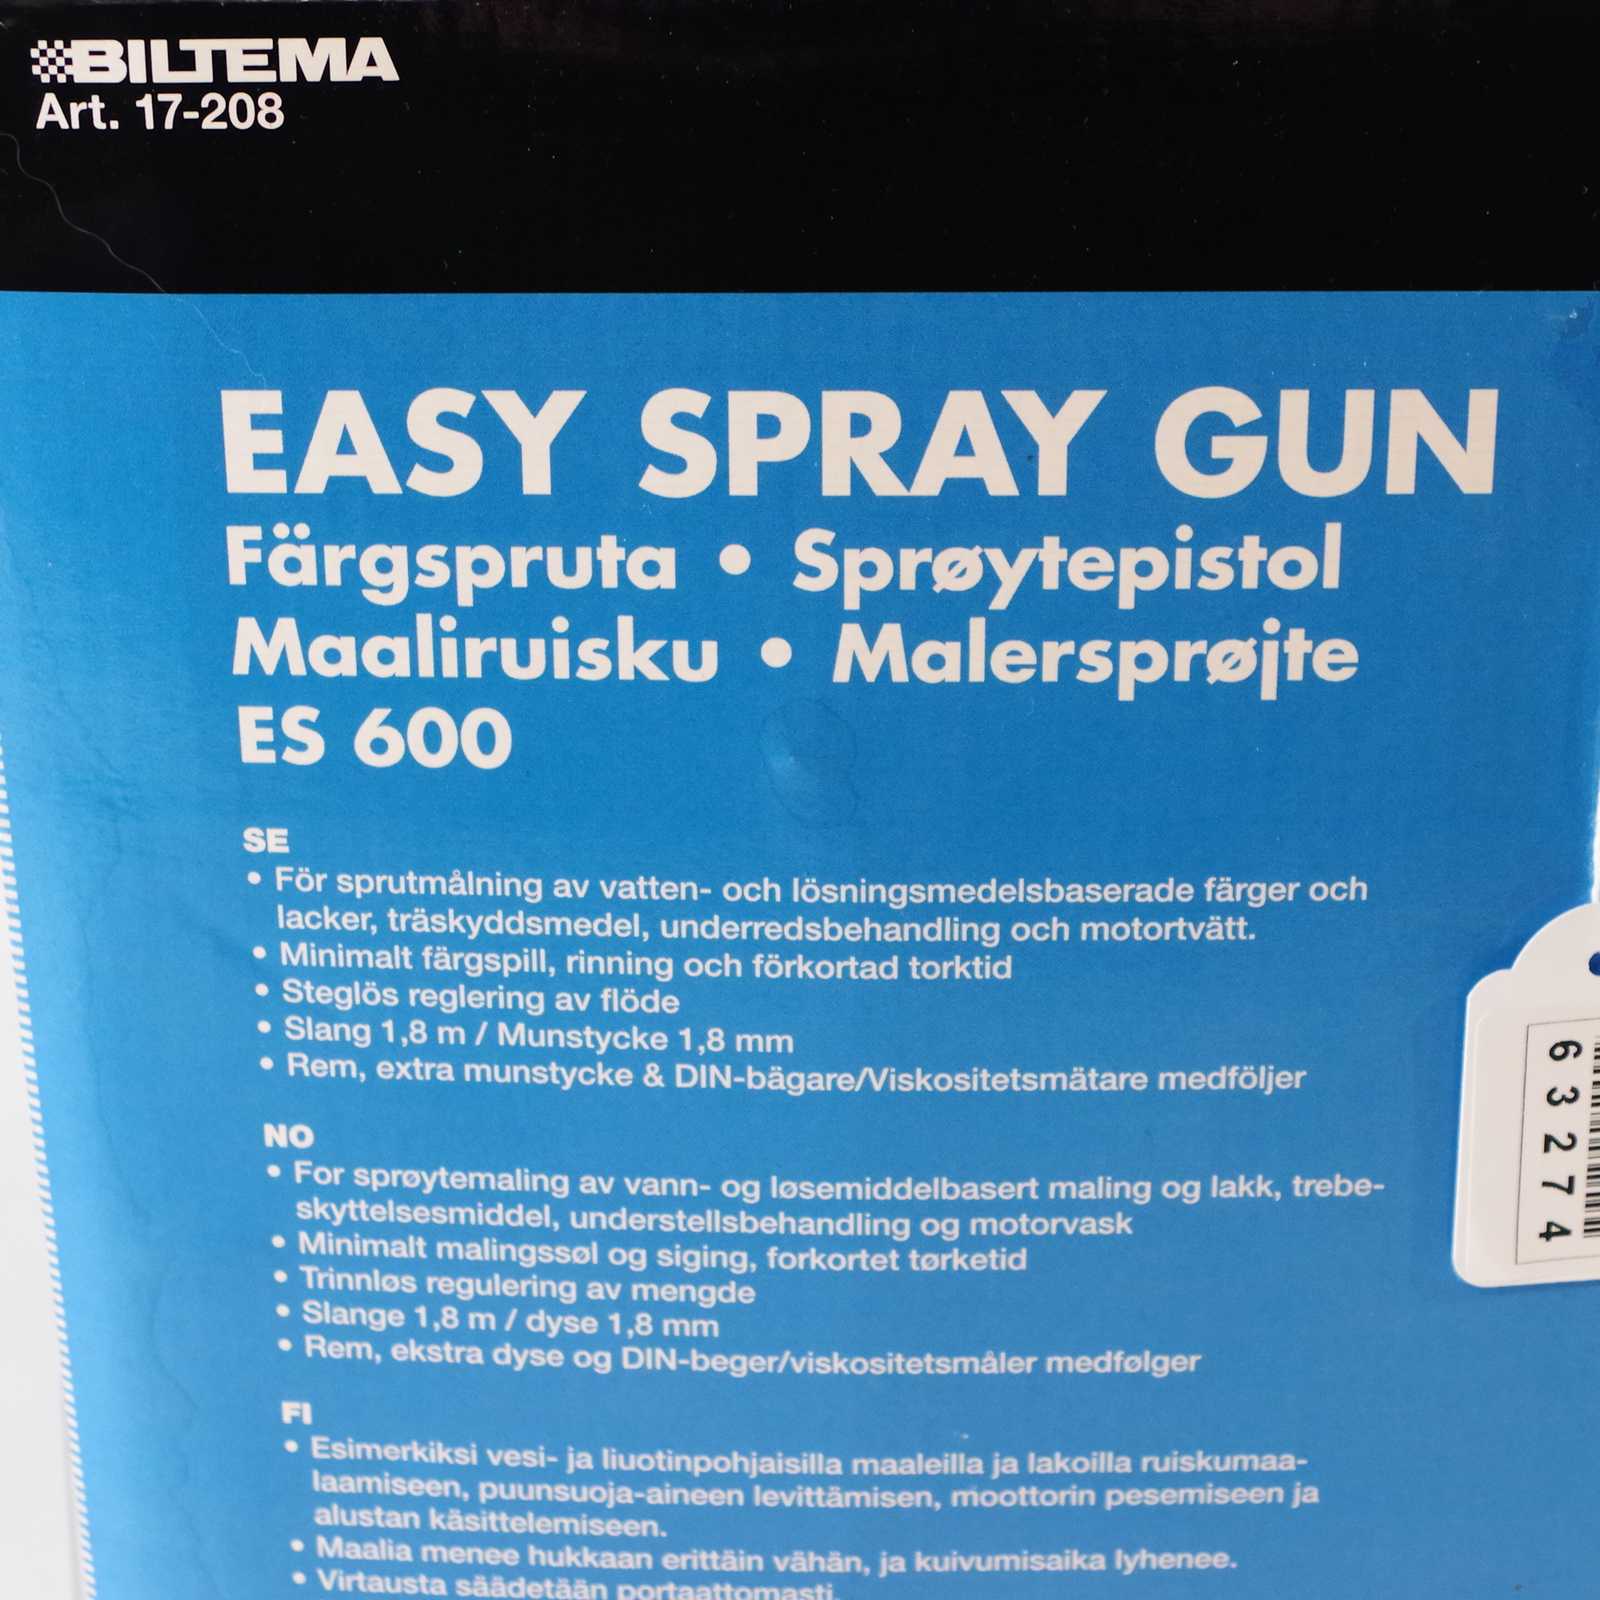 BILTEMA
Art. 17-208
EASY SPRAY GUN
Färgspruta • Sprøytepistol
Maaliruisku • Malersprøjte
ES 600
SE
• För sprutmålning av vatten- och lösningsmedelsbaserade färger och
lacker, träskyddsmedel, underredsbehandling och motortvätt.
• Minimalt färgspill, rinning och förkortad torktid
• Steglös reglering av flöde
• Slang 1,8 m / Munstycke 1,8 mm
• Rem, extra munstycke & DIN-bägare/Viskositetsmätare medföljer
NO
• For sprøytemaling av vann- og løsemiddelbasert maling og lakk, trebe-
skyttelsesmiddel, understellsbehandling og motorvask
• Minimalt malingssøl og siging, forkortet tørketid
• Trinnløs regulering av mengde
• Slange 1,8 m / dyse 1,8 mm
• Rem, ekstra dyse og DIN-beger/viskositetsmåler medfølger
FI
• Esimerkiksi vesi- ja liuotinpohjaisilla maaleilla ja lakoilla ruiskumaa-
laamiseen, puunsuoja-aineen levittämisen, moottorin pesemiseen ja
alustan käsittelemiseen.
• Maalia menee hukkaan erittäin vähän, ja kuivumisaika lyhenee.
• Virtausta säädetään portaattomasti.
63274